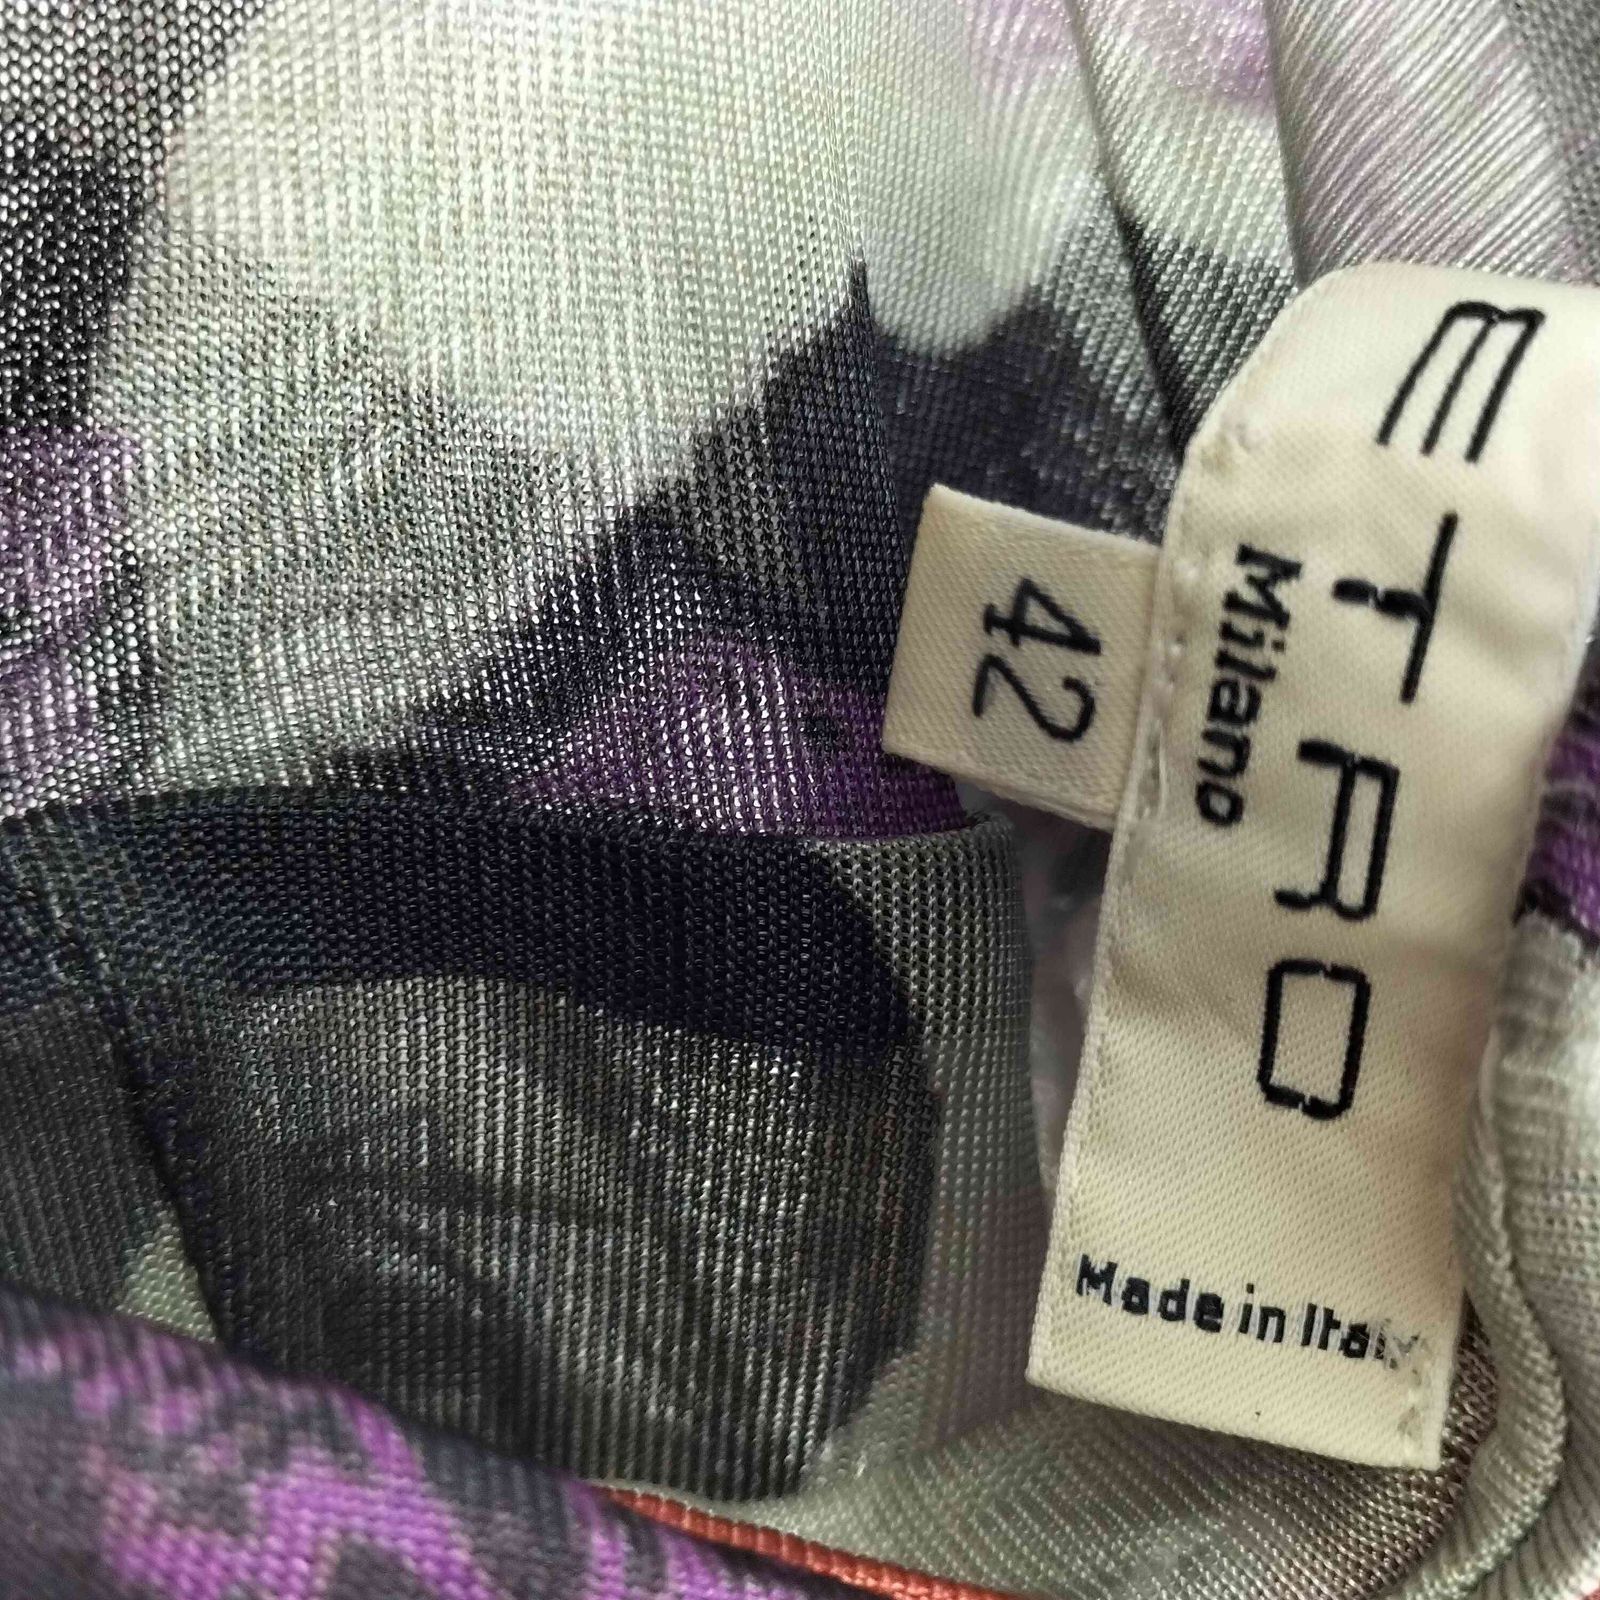 ETRO
Milano
42
Made in Italy